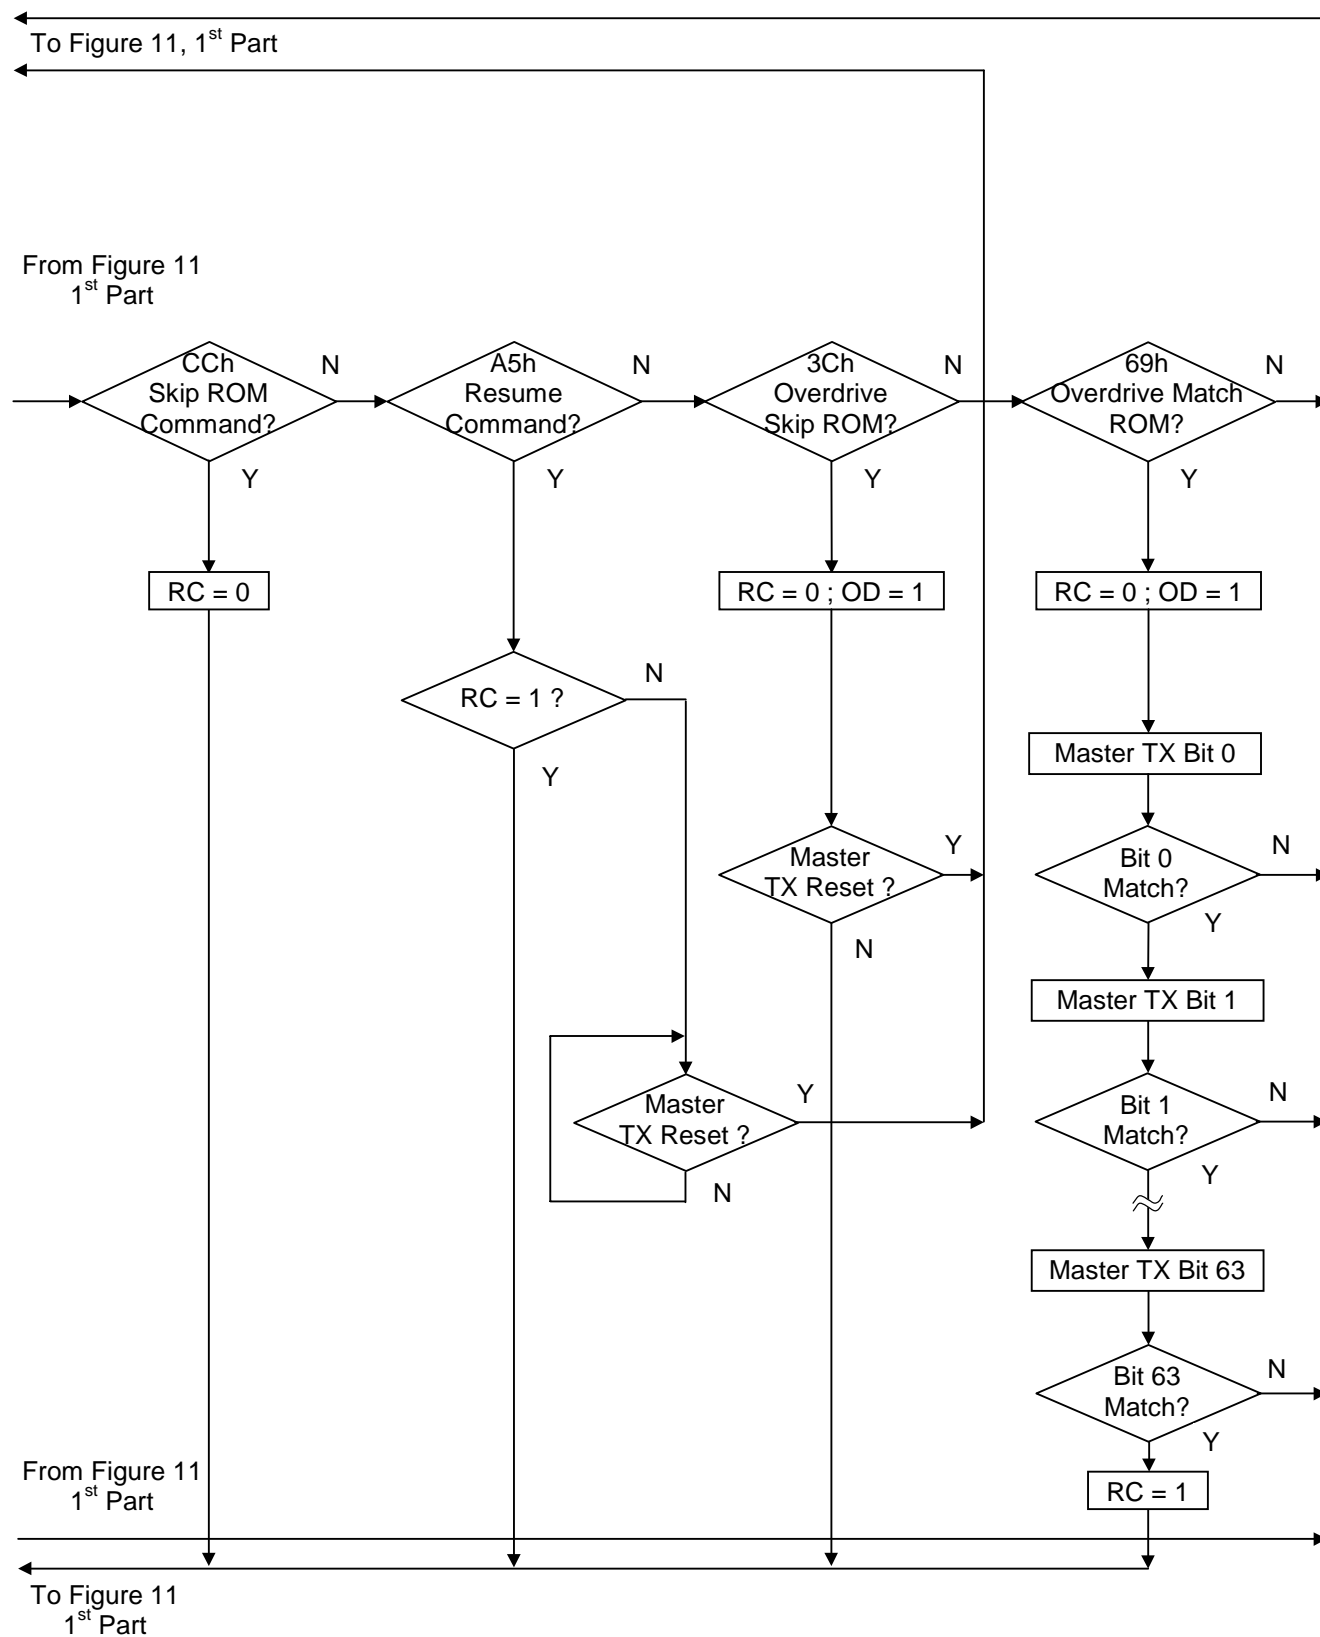 To Figure 11, 1st Part
From Figure 11
1st Part
CCh
Skip ROM
Command?
N
Y
A5h
Resume
Command?
N
Y
3Ch
Overdrive
Skip ROM?
N
Y
69h
Overdrive Match
ROM?
N
Y
RC = 0
RC = 0 ; OD = 1
RC = 0 ; OD = 1
RC = 1 ?
N
Y
Master TX Bit 0
Master
TX Reset ?
Y
N
Bit 0
Match?
N
Y
Master TX Bit 1
Master
TX Reset ?
Y
N
Bit 1
Match?
N
Y
Master TX Bit 63
Bit 63
Match?
N
Y
RC = 1
From Figure 11
1st Part
To Figure 11
1st Part